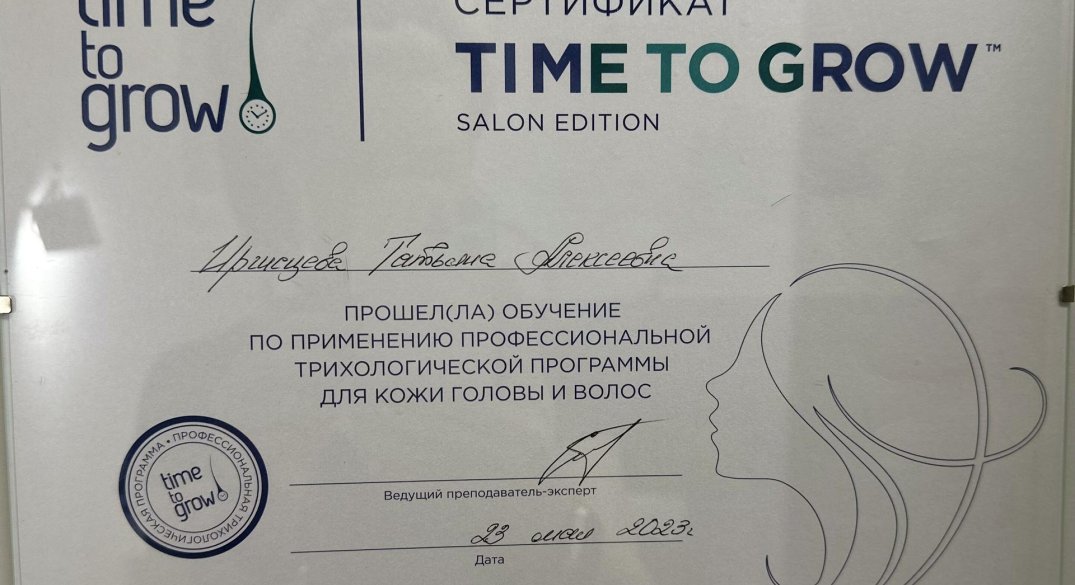 time
to
grow
СЕРТИФИКАТ
TIME TO GROW™
SALON EDITION
Татьяна Алексеевна
ПРОШЕЛ(ЛА) ОБУЧЕНИЕ
ПО ПРИМЕНЕНИЮ ПРОФЕССИОНАЛЬНОЙ
ТРИХОЛОГИЧЕСКОЙ ПРОГРАММЫ
ДЛЯ КОЖИ ГОЛОВЫ И ВОЛОС
ПРОФЕССИОНАЛЬНАЯ ТРИХОЛОГИЧЕСКАЯ ПРОГРАММА •
time
to
grow
Ведущий преподаватель-эксперт
23 мая 2023г.
Дата